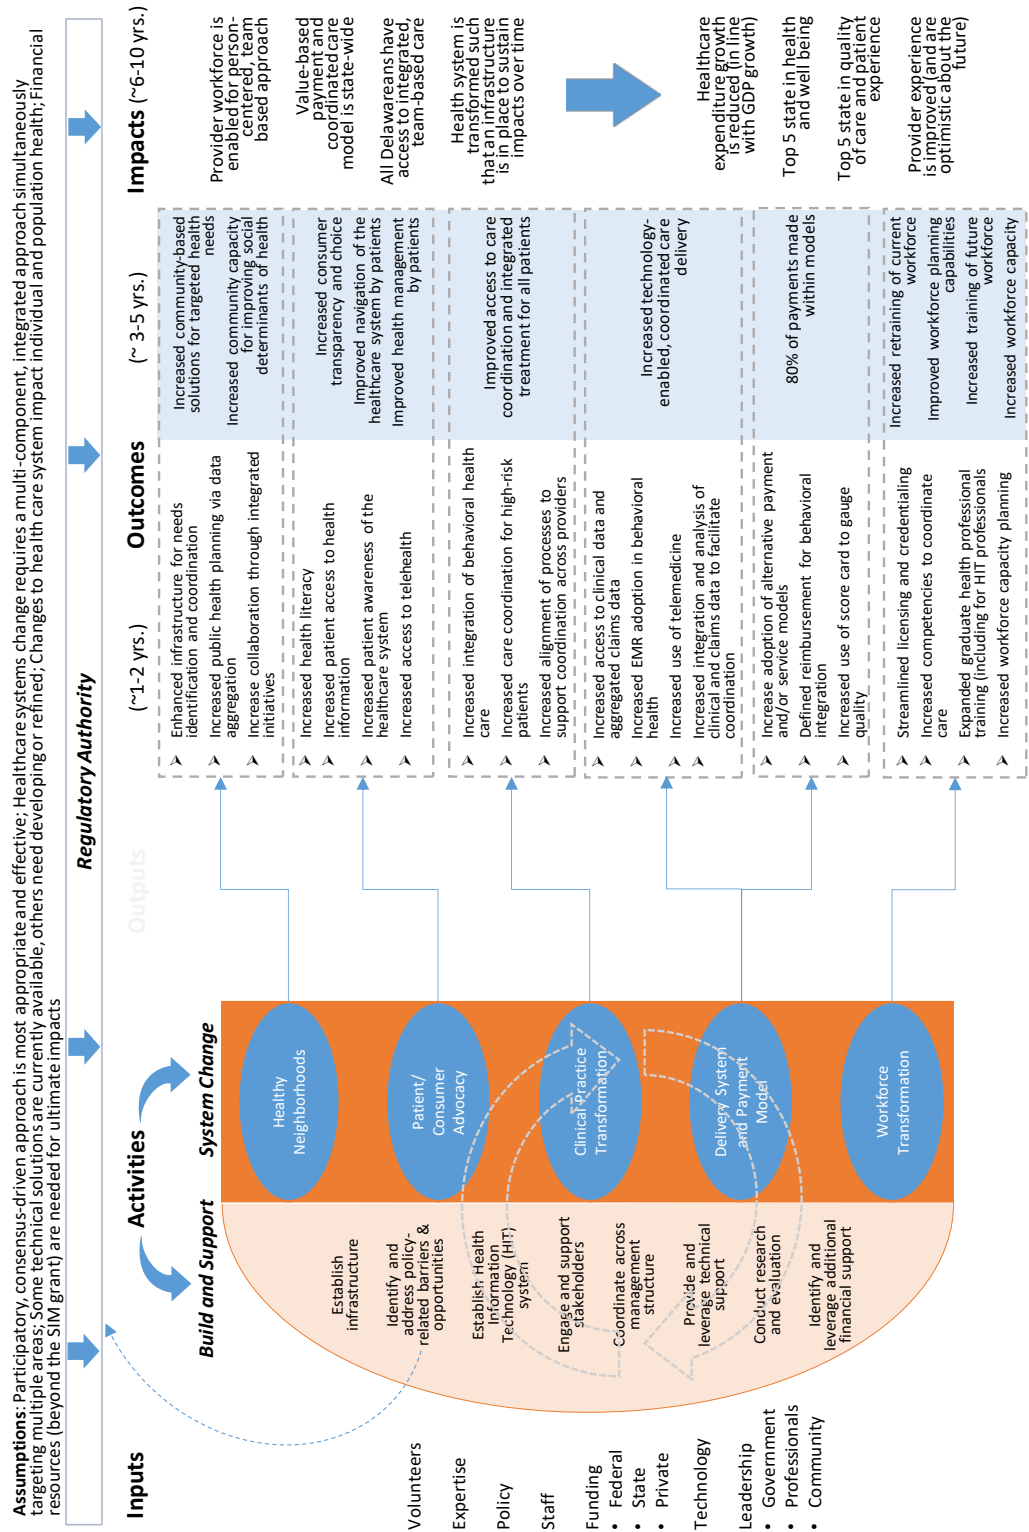 Assumptions: Participatory, consensus-driven approach is most appropriate and effective; Healthcare systems change requires a multi-component, integrated approach simultaneously
targeting multiple areas; Some technical solutions are currently available, others need developing or refined; Changes to health care system impact individual and population health; Financial
resources (beyond the SIM grant) are needed for ultimate impacts
Regulatory Authority
Inputs
Activities
Outputs
Outcomes
Impacts (~6-10 yrs.)
Build and Support
System Change
(~1-2 yrs.)
(~ 3-5 yrs.)
Volunteers
Expertise
Policy
Staff
Funding
• Federal
• State
• Private
Technology
Leadership
• Government
• Professionals
• Community
Establish
infrastructure
Identify and
address policy-
related barriers &
opportunities
Establish Health
Information
Technology (HIT)
system
Engage and support
stakeholders
Coordinate across
management
structure
Provide and
leverage technical
support
Conduct research
and evaluation
Identify and
leverage additional
financial support
Healthy
Neighborhoods
Patient/
Consumer
Advocacy
Clinical Practice
Transformation
Delivery System
and Payment
Model
Workforce
Transformation
➢ Enhanced infrastructure for needs
identification and coordination
➢ Increased public health planning via data
aggregation
➢ Increase collaboration through integrated
initiatives
➢ Increased health literacy
➢ Increased patient access to health
information
➢ Increased patient awareness of the
healthcare system
➢ Increased access to telehealth
➢ Increased integration of behavioral health
care
➢ Increased care coordination for high-risk
patients
➢ Increased alignment of processes to
support coordination across providers
➢ Increased access to clinical data and
aggregated claims data
➢ Increased EMR adoption in behavioral
health
➢ Increased use of telemedicine
➢ Increased integration and analysis of
clinical and claims data to facilitate
coordination
➢ Increase adoption of alternative payment
and/or service models
➢ Defined reimbursement for behavioral
integration
➢ Increased use of score card to gauge
quality
➢ Streamlined licensing and credentialing
➢ Increased competencies to coordinate
care
➢ Expanded graduate health professional
training (including for HIT professionals
➢ Increased workforce capacity planning
Increased community-based
solutions for targeted health
needs
Increased community capacity
for improving social
determinants of health
Increased consumer
transparency and choice
Improved navigation of the
healthcare system by patients
Improved health management
by patients
Improved access to care
coordination and integrated
treatment for all patients
Increased technology-
enabled, coordinated care
delivery
80% of payments made
within models
Increased retraining of current
workforce
Improved workforce planning
capabilities
Increased training of future
workforce
Increased workforce capacity
Provider workforce is
enabled for person-
centered, team
based approach
Value-based
payment and
coordinated care
model is state-wide
All Delawareans have
access to integrated,
team-based care
Health system is
transformed such
that an infrastructure
is in place to sustain
impacts over time
Healthcare
expenditure growth
is reduced (in line
with GDP growth)
Top 5 state in health
and well being
Top 5 state in quality
of care and patient
experience
Provider experience
is improved (and are
optimistic about the
future)